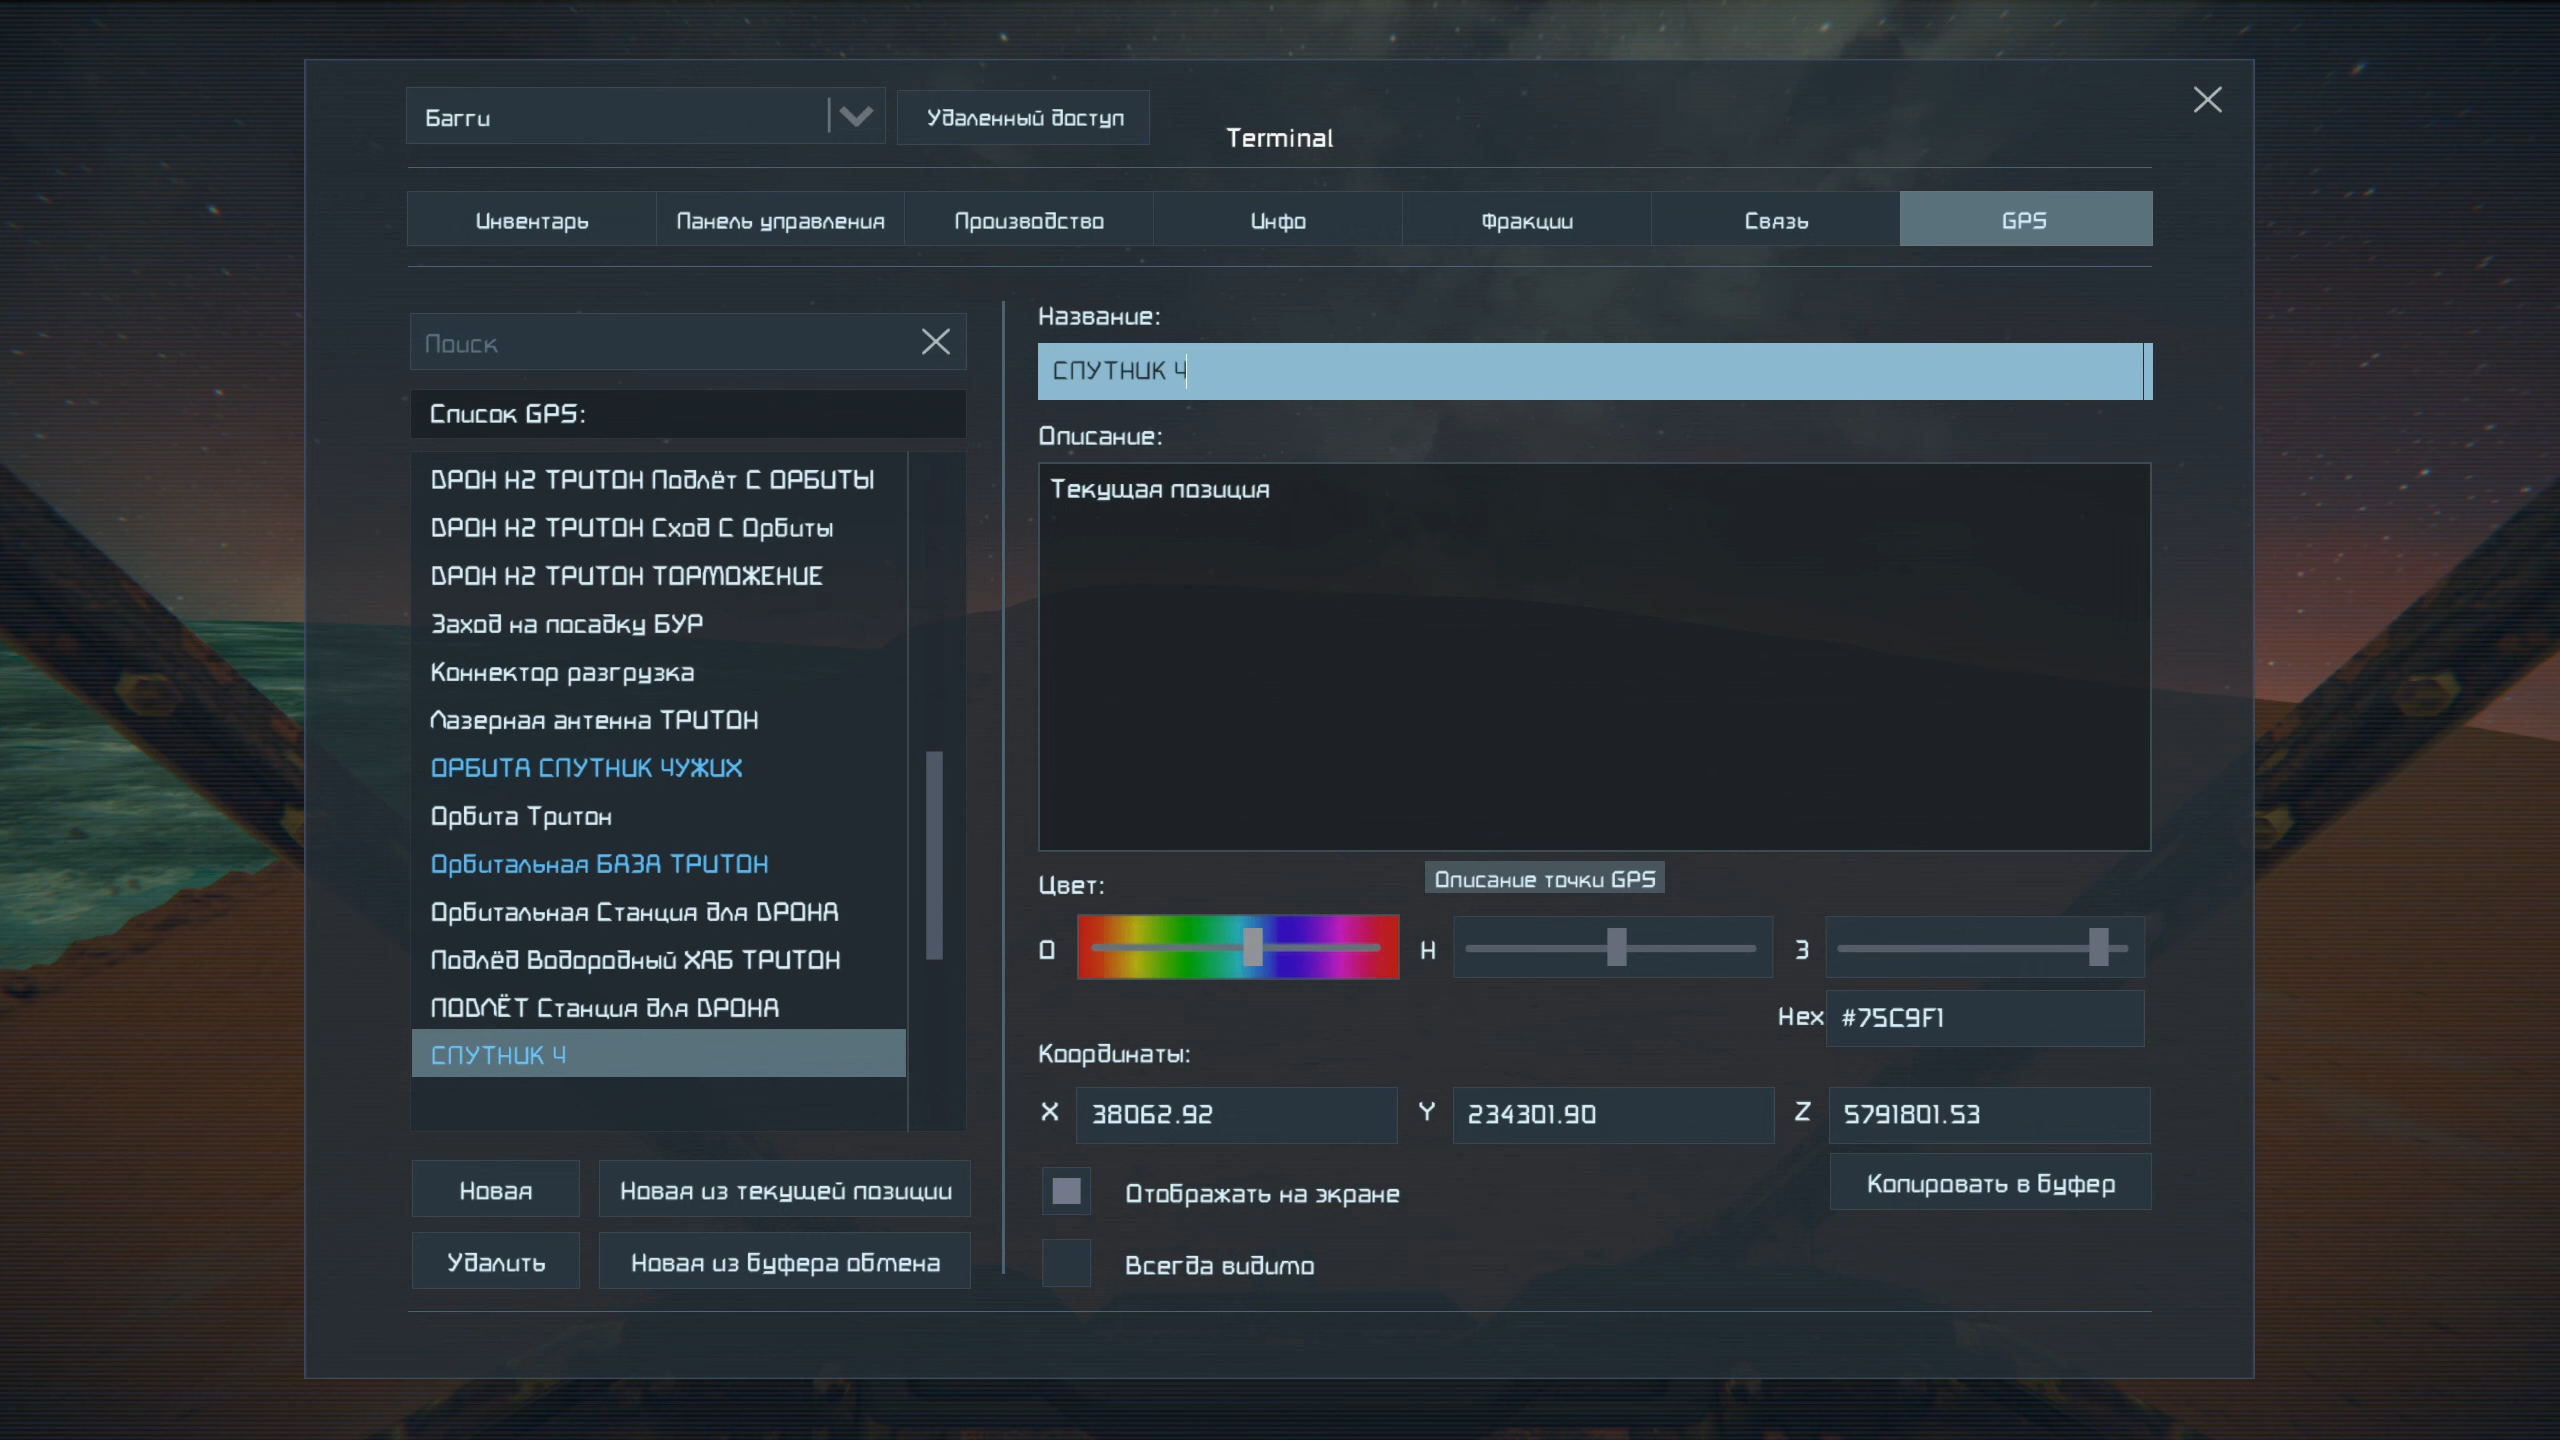 Багги
Удаленный доступ
Terminal
Инвентарь
Панель управления
Производство
Инфо
Фракции
Связь
GPS
Поиск
Список GPS:
ДРОН Н2 ТРИТОН Подлёт С ОРБИТЫ
ДРОН Н2 ТРИТОН Сход С Орбиты
ДРОН Н2 ТРИТОН ТОРМОЖЕНИЕ
Заход на посадку БУР
Коннектор разгрузка
Лазерная антенна ТРИТОН
ОРБИТА СПУТНИК ЧУЖИХ
Орбита Тритон
Орбитальная БАЗА ТРИТОН
Орбитальная Станция для ДРОНА
Подлёд Водородный ХАБ ТРИТОН
ПОДЛЁТ Станция для ДРОНА
СПУТНИК 4
Новая
Новая из текущей позиции
Удалить
Новая из буфера обмена
Название:
СПУТНИК 4
Описание:
Текущая позиция
Описание точки GPS
Цвет:
О
Н
З
Hex
#75C9F1
Координаты:
X
38062.92
Y
234301.90
Z
5791801.53
Копировать в буфер
Отображать на экране
Всегда видимо